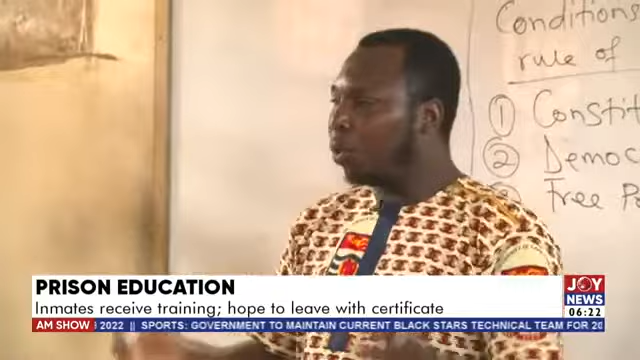 Conditions
rule of
① Constit
② Democ
Free P
PRISON EDUCATION
Inmates receive training; hope to leave with certificate
JOY
NEWS
06:22
AM SHOW
2022 || SPORTS: GOVERNMENT TO MAINTAIN CURRENT BLACK STARS TECHNICAL TEAM FOR 20